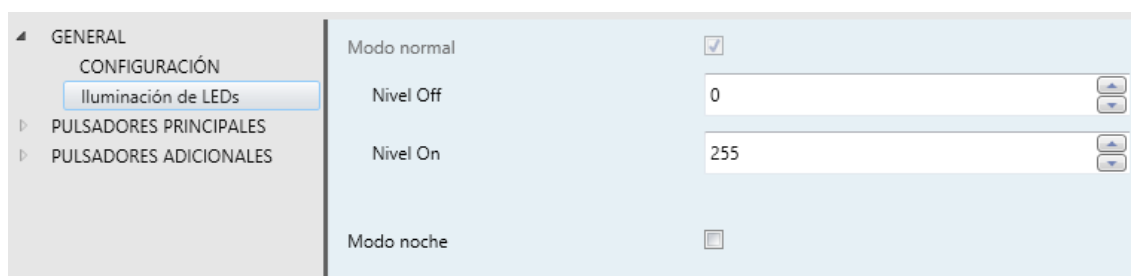 GENERAL
CONFIGURACIÓN
Iluminación de LEDs
PULSADORES PRINCIPALES
PULSADORES ADICIONALES
Modo normal
Nivel Off
0
Nivel On
255
Modo noche